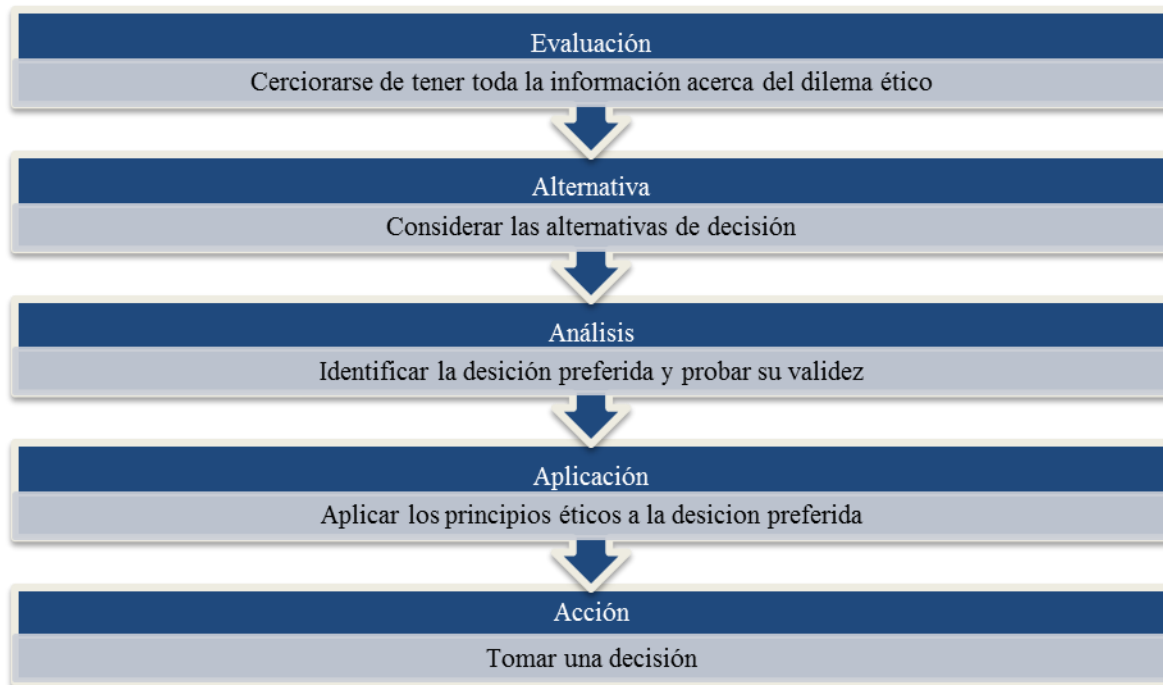 Evaluación
Cerciorarse de tener toda la información acerca del dilema ético
Alternativa
Considerar las alternativas de decisión
Análisis
Identificar la desición preferida y probar su validez
Aplicación
Aplicar los principios éticos a la desicion preferida
Acción
Tomar una decisión